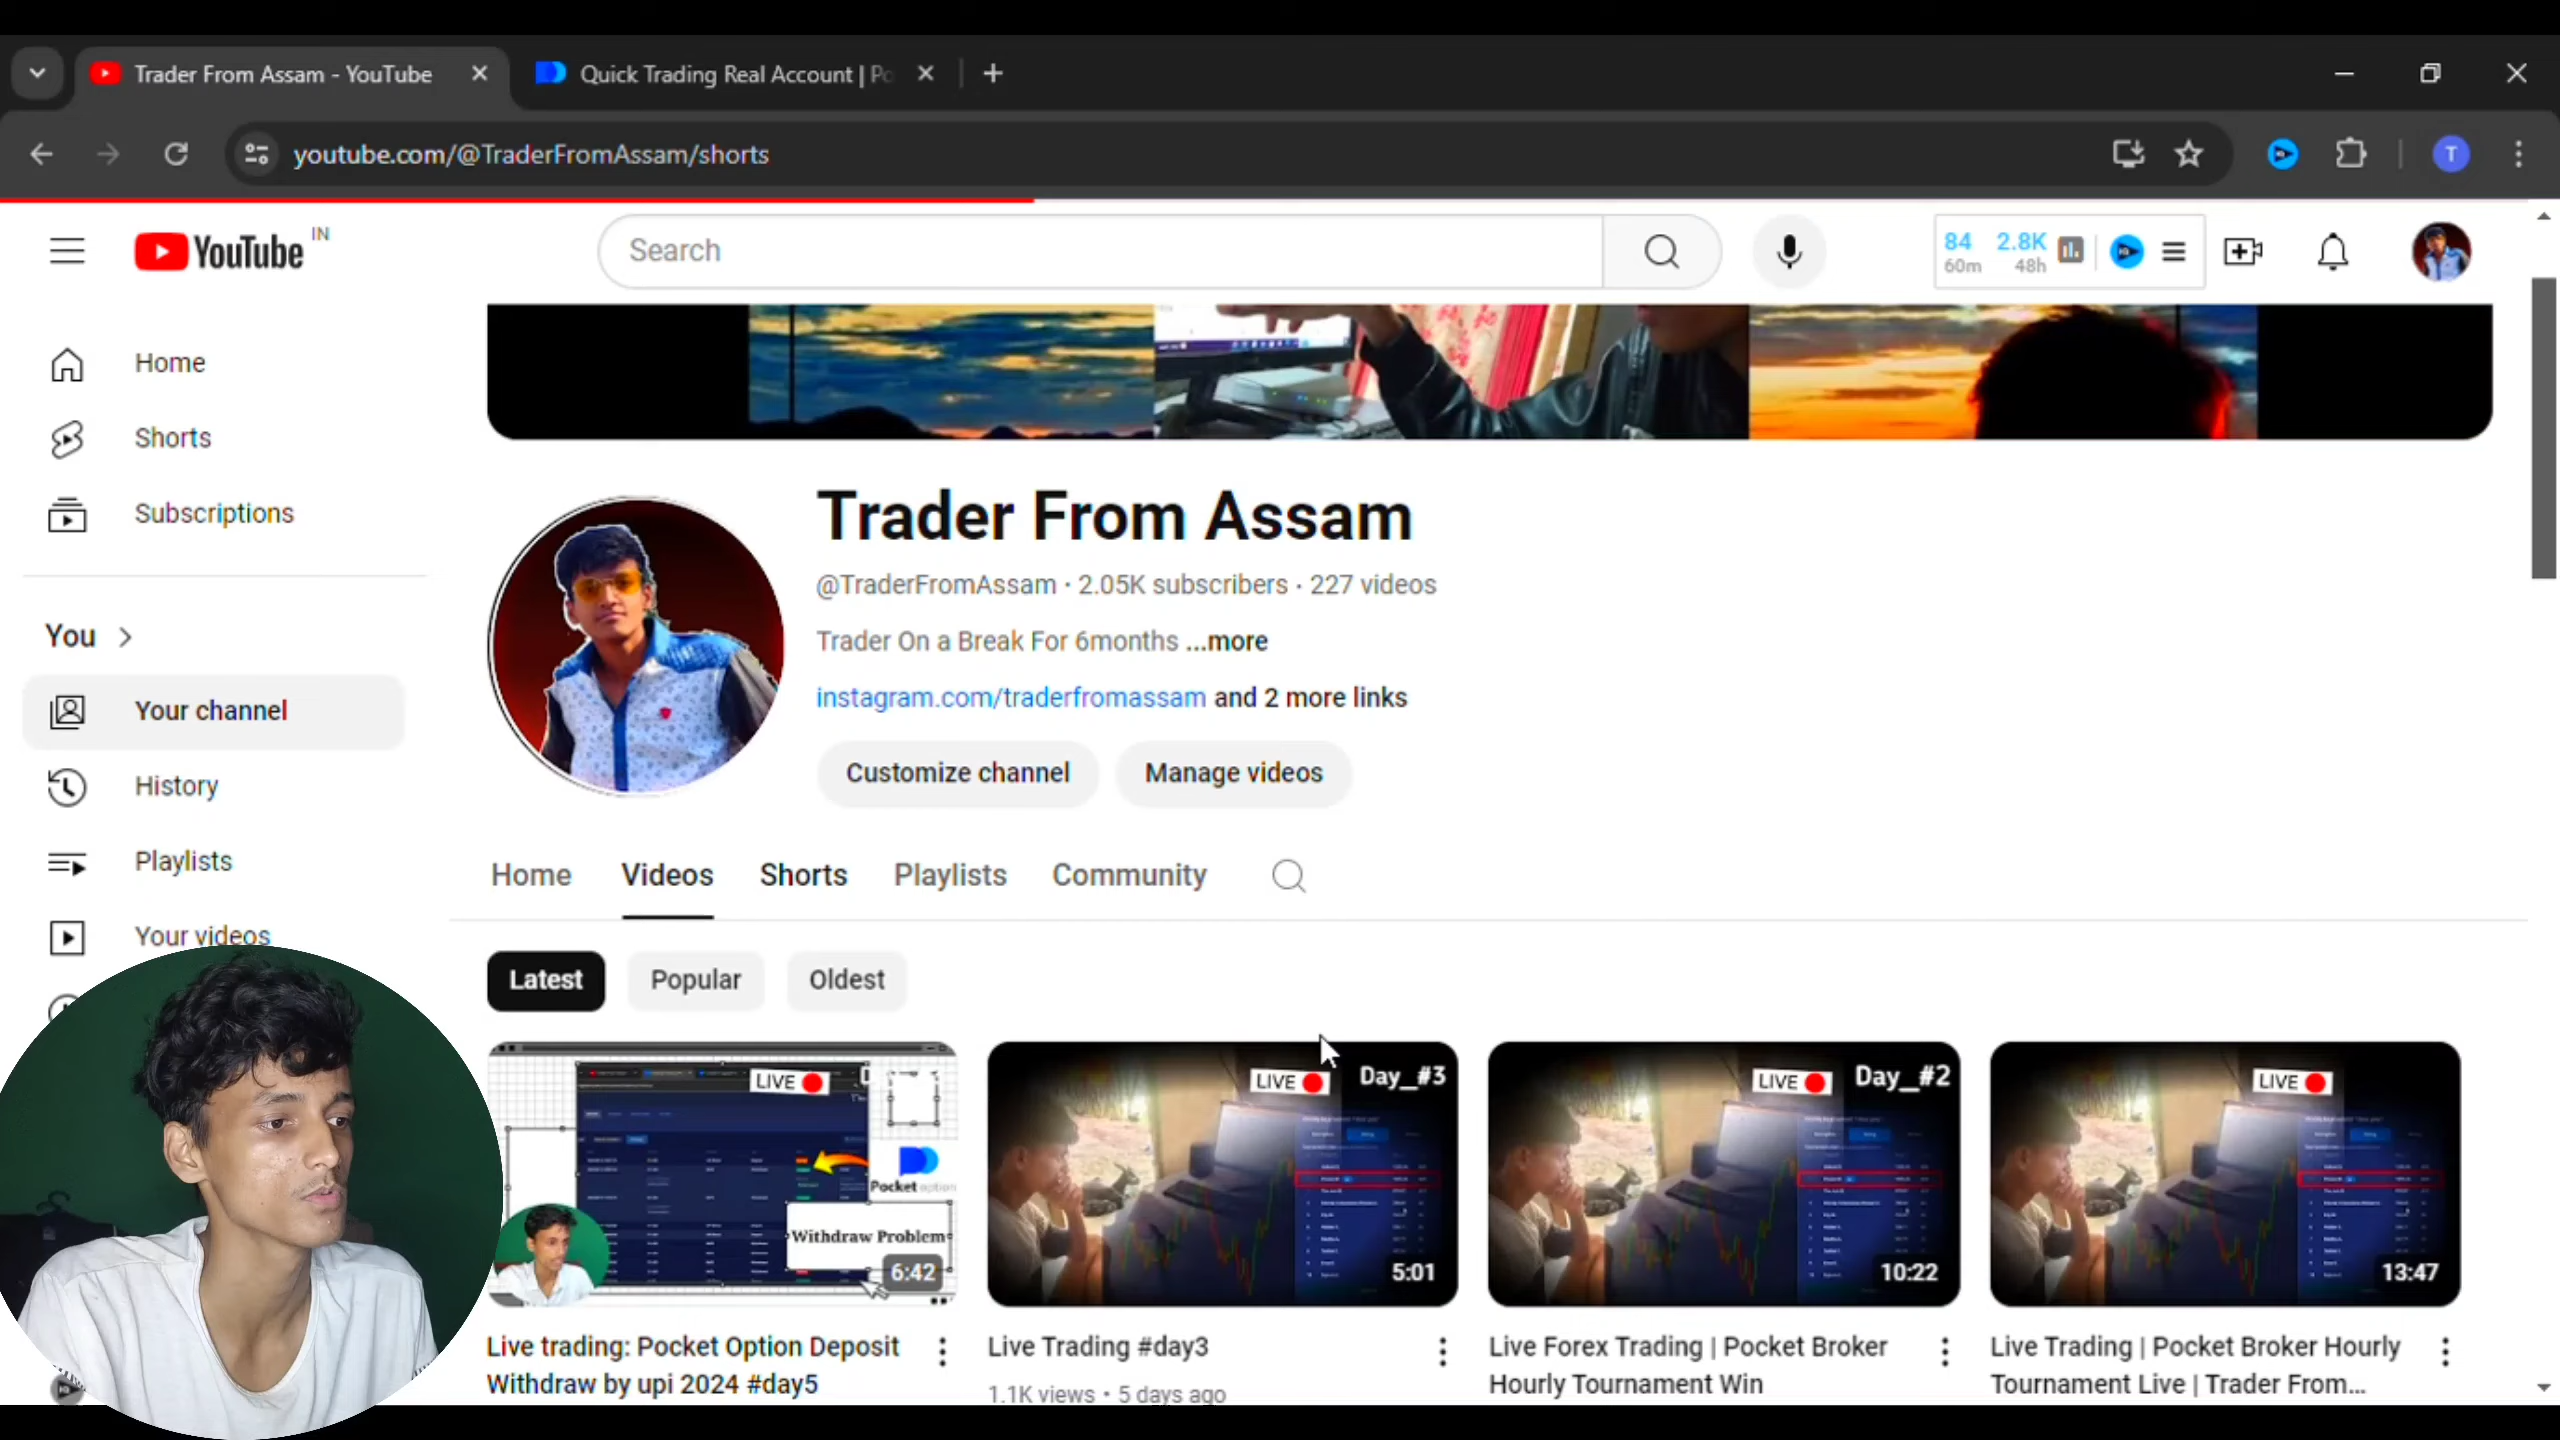 Trader From Assam - YouTube
Quick Trading Real Account | Po
youtube.com/@TraderFromAssam/shorts
T
YouTube IN
Search
84 2.8K
60m 48h
Home
Shorts
Subscriptions
You
Your channel
History
Playlists
Your videos
Trader From Assam
@TraderFromAssam · 2.05K subscribers · 227 videos
Trader On a Break For 6months ...more
instagram.com/traderfromassam and 2 more links
Customize channel
Manage videos
Home Videos Shorts Playlists Community
Latest Popular Oldest
LIVE
Pocket option
Withdraw Problem
6:42
LIVE Day_#3
5:01
LIVE Day_#2
10:22
LIVE
13:47
Live trading: Pocket Option Deposit
Withdraw by upi 2024 #day5
Live Trading #day3
1.1K views • 5 days ago
Live Forex Trading | Pocket Broker
Hourly Tournament Win
Live Trading | Pocket Broker Hourly
Tournament Live | Trader From...